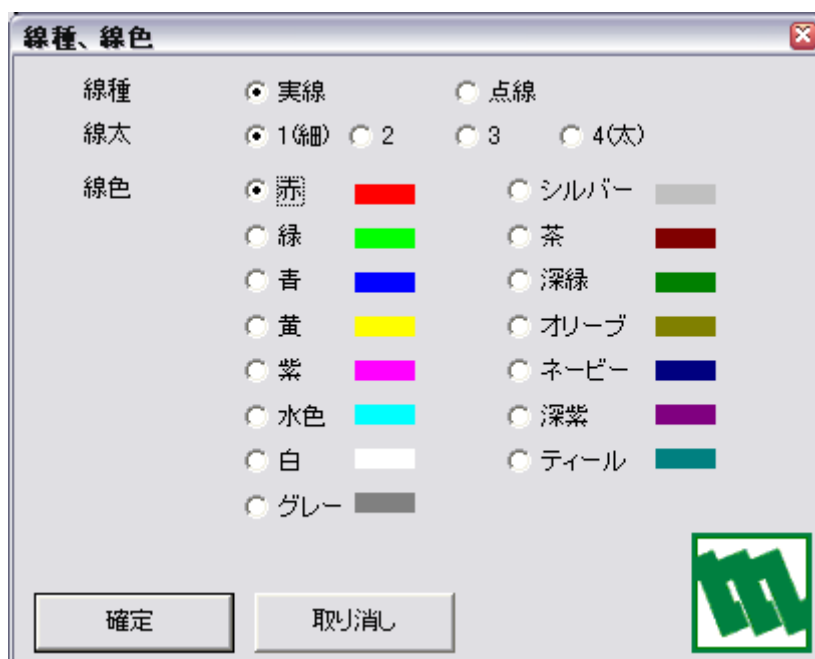 線種、線色
線種 実線 点線
線太 1(細) 2 3 4(太)
線色 赤 シルバー
緑 茶
青 深緑
黄 オリーブ
紫 ネービー
水色 深紫
白 ティール
グレー
確定 取り消し